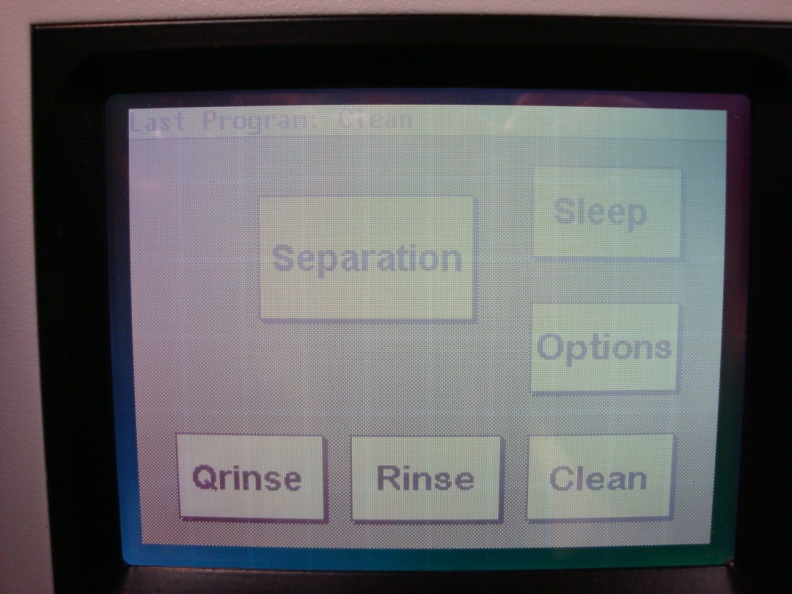 Last Program: Clean
Sleep
Separation
Options
Qrinse Rinse Clean